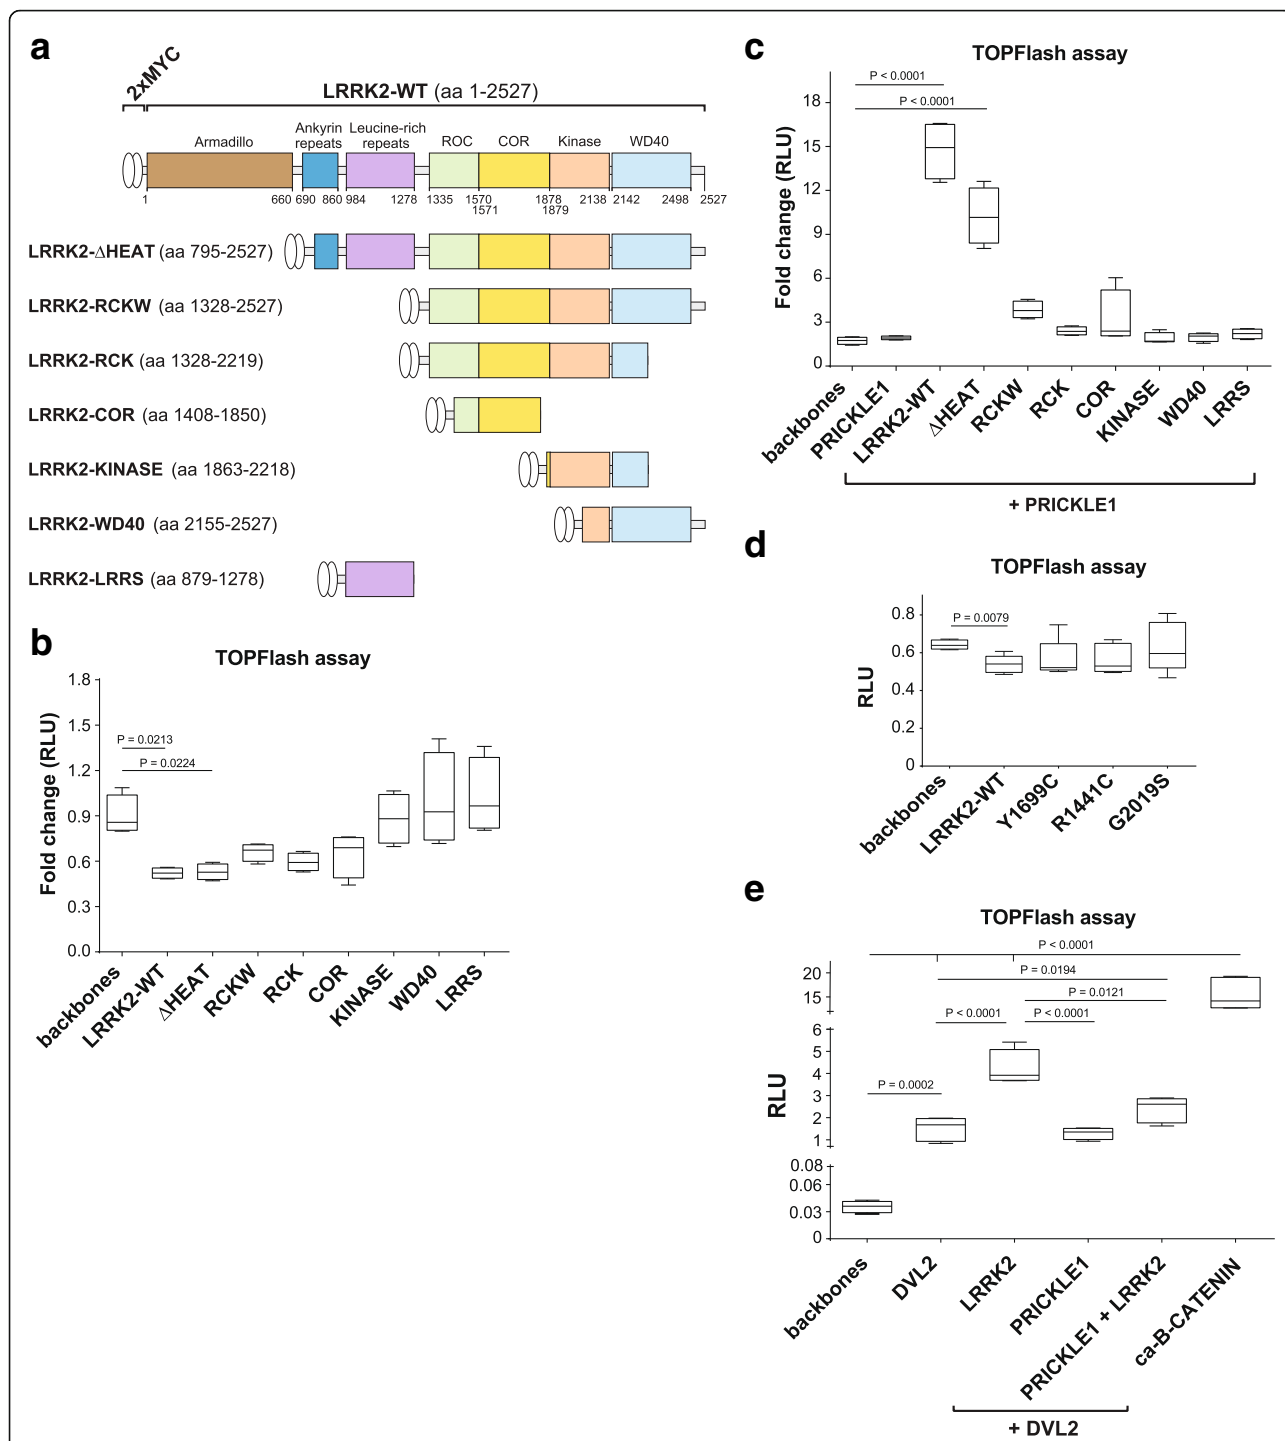 a
2xMYC
LRRK2-WT (aa 1-2527)
Armadillo
Ankyrin repeats
Leucine-rich repeats
ROC
COR
Kinase
WD40
1
660
690
860
984
1278
1335
1570
1571
1878
1879
2138
2142
2498
2527
LRRK2-ΔHEAT (aa 795-2527)
LRRK2-RCKW (aa 1328-2527)
LRRK2-RCK (aa 1328-2219)
LRRK2-COR (aa 1408-1850)
LRRK2-KINASE (aa 1863-2218)
LRRK2-WD40 (aa 2155-2527)
LRRK2-LRRS (aa 879-1278)
b
TOPFlash assay
Fold change (RLU)
1.8
1.5
1.2
0.9
0.6
0.3
0.0
P = 0.0213
P = 0.0224
backbones
LRRK2-WT
ΔHEAT
RCKW
RCK
COR
KINASE
WD40
LRRS
c
TOPFlash assay
Fold change (RLU)
18
15
12
9
6
3
0
P < 0.0001
P < 0.0001
backbones
PRICKLE1
LRRK2-WT
ΔHEAT
RCKW
RCK
COR
KINASE
WD40
LRRS
+ PRICKLE1
d
TOPFlash assay
RLU
0.8
0.6
0.4
0.2
0
P = 0.0079
backbones
LRRK2-WT
Y1699C
R1441C
G2019S
e
TOPFlash assay
RLU
20
15
6
5
4
3
2
1
0.08
0.06
0.03
0
P < 0.0001
P = 0.0194
P = 0.0121
P < 0.0001
P < 0.0001
P = 0.0002
backbones
DVL2
LRRK2
PRICKLE1
PRICKLE1 + LRRK2
ca-B-CATENIN
+ DVL2